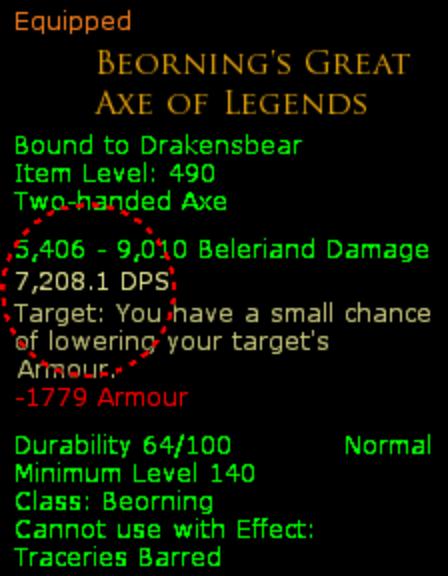 Equipped
BEORNING'S GREAT
AXE OF LEGENDS
Bound to Drakensbear
Item Level: 490
Two-handed Axe
5,406 - 9,010 Beleriand Damage
7,208.1 DPS
Target: You have a small chance
of lowering your target's
Armour.
-1779 Armour
Durability 64/100 Normal
Minimum Level 140
Class: Beorning
Cannot use with Effect:
Traceries Barred